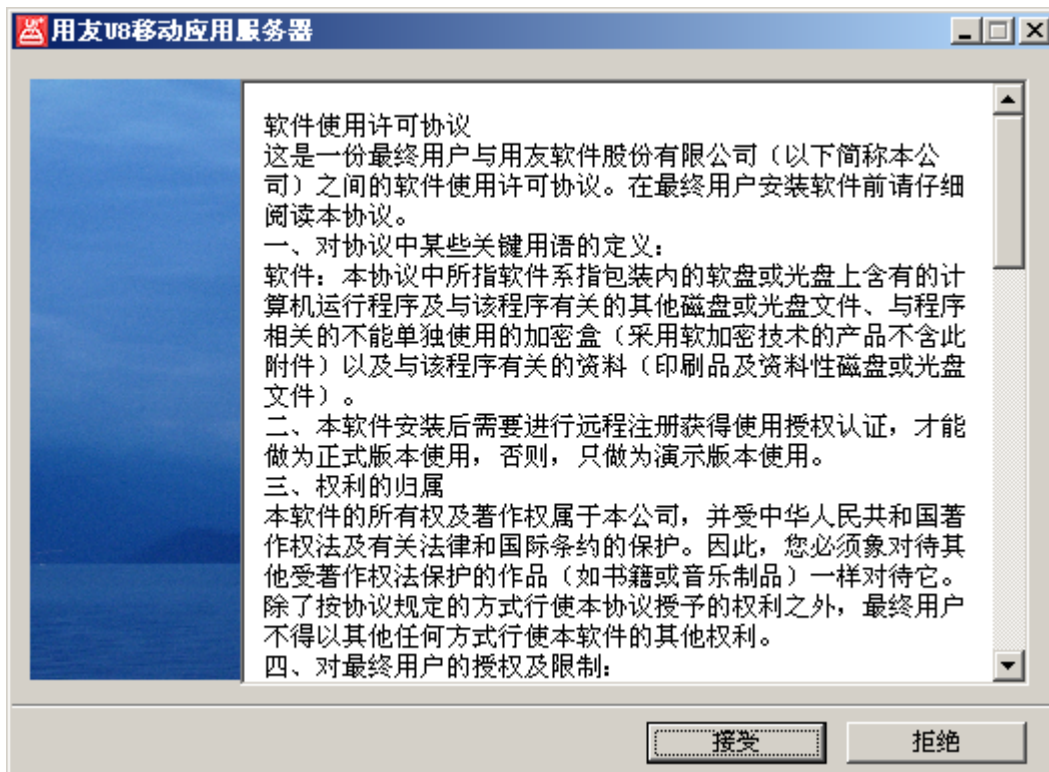 用友U8移动应用服务器
软件使用许可协议
这是一份最终用户与用友软件股份有限公司（以下简称本公
司）之间的软件使用许可协议。在最终用户安装软件前请仔细
阅读本协议。
一、对协议中某些关键用语的定义：
软件：本协议中所指软件系指包装内的软盘或光盘上含有的计
算机运行程序及与该程序有关的其他磁盘或光盘文件、与程序
相关的不能单独使用的加密盒（采用软加密技术的产品不含此
附件）以及与该程序有关的资料（印刷品及资料性磁盘或光盘
文件）。
二、本软件安装后需要进行远程注册获得使用授权认证，才能
做为正式版本使用，否则，只做为演示版本使用。
三、权利的归属
本软件的所有权及著作权属于本公司，并受中华人民共和国著
作权法及有关法律和国际条约的保护。因此，您必须象对待其
他受著作权法保护的作品（如书籍或音乐制品）一样对待它。
除了按协议规定的方式行使本协议授予的权利之外，最终用户
不得以其他任何方式行使本软件的其他权利。
四、对最终用户的授权及限制：
接受
拒绝